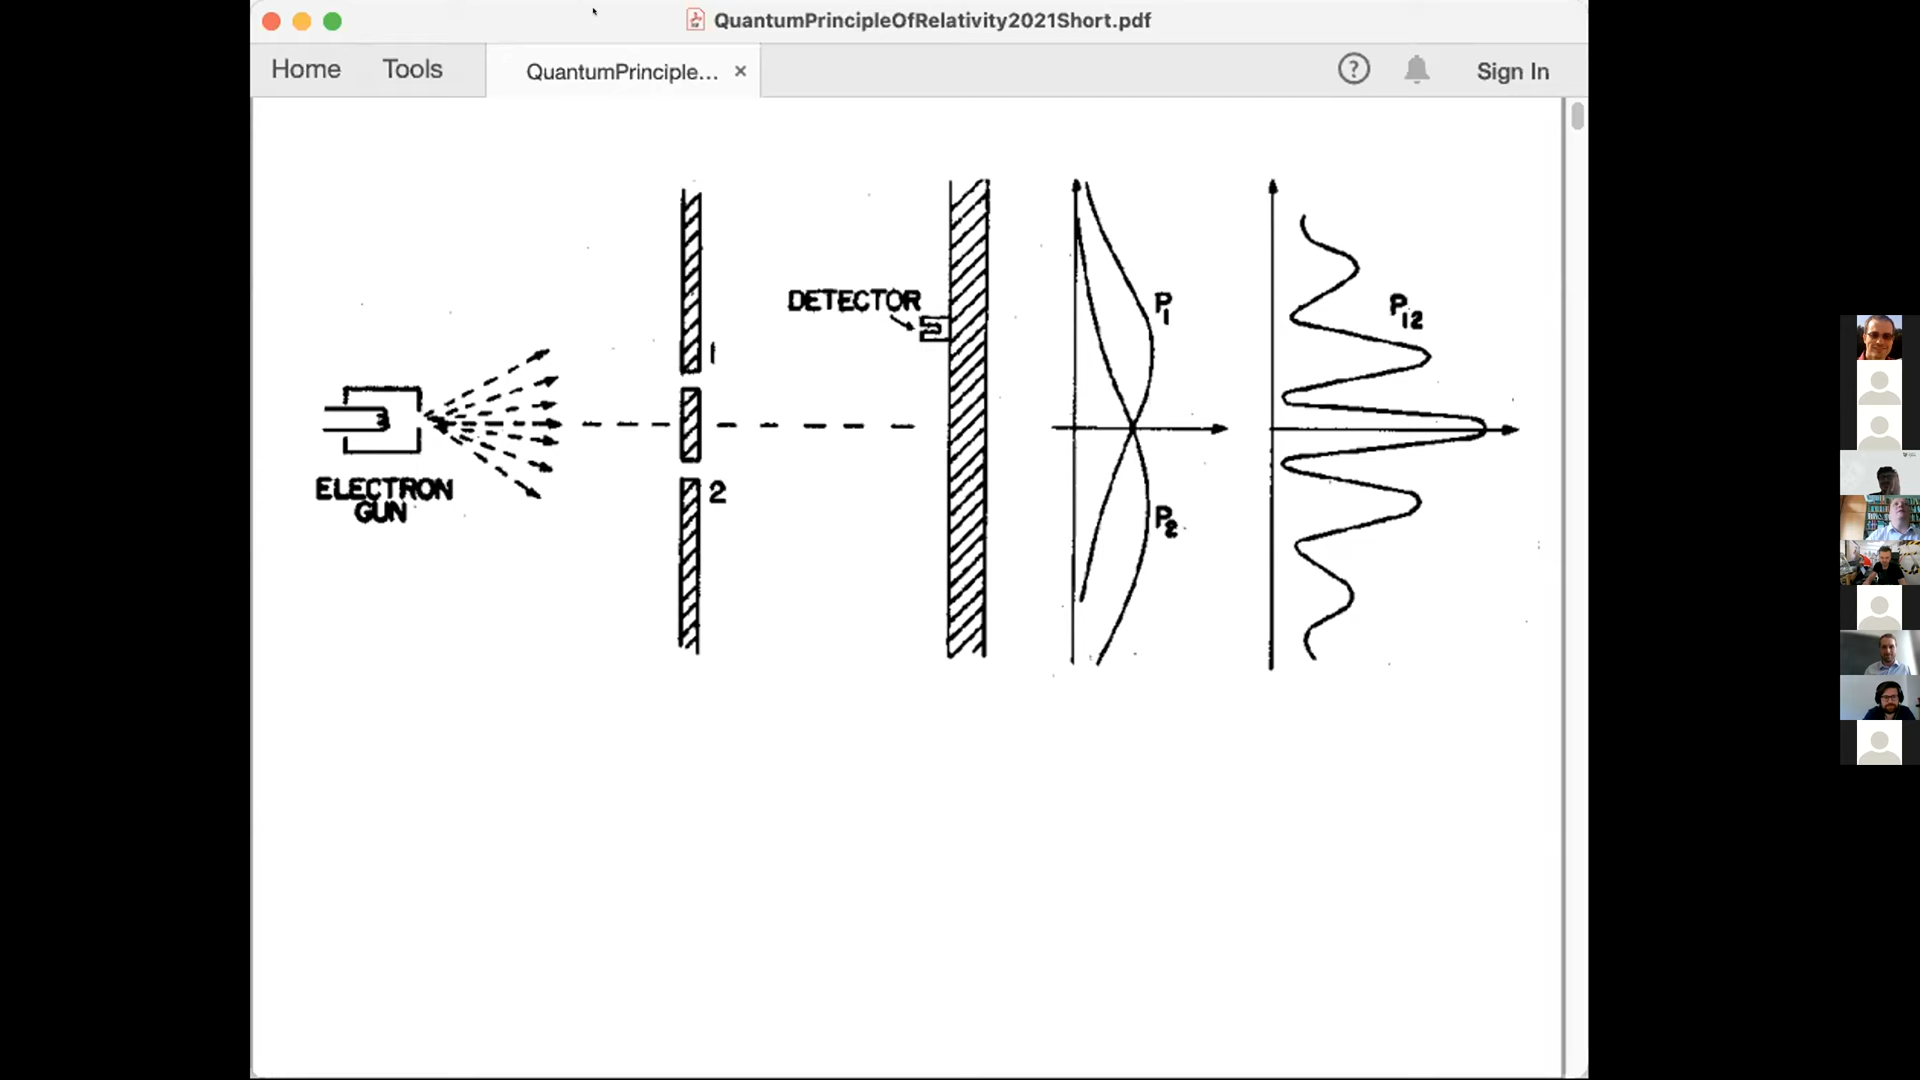 QuantumPrincipleOfRelativity2021Short.pdf
Home Tools QuantumPrinciple... × ? Sign In
DETECTOR
P1
P12
1
ELECTRON
GUN
2
P2